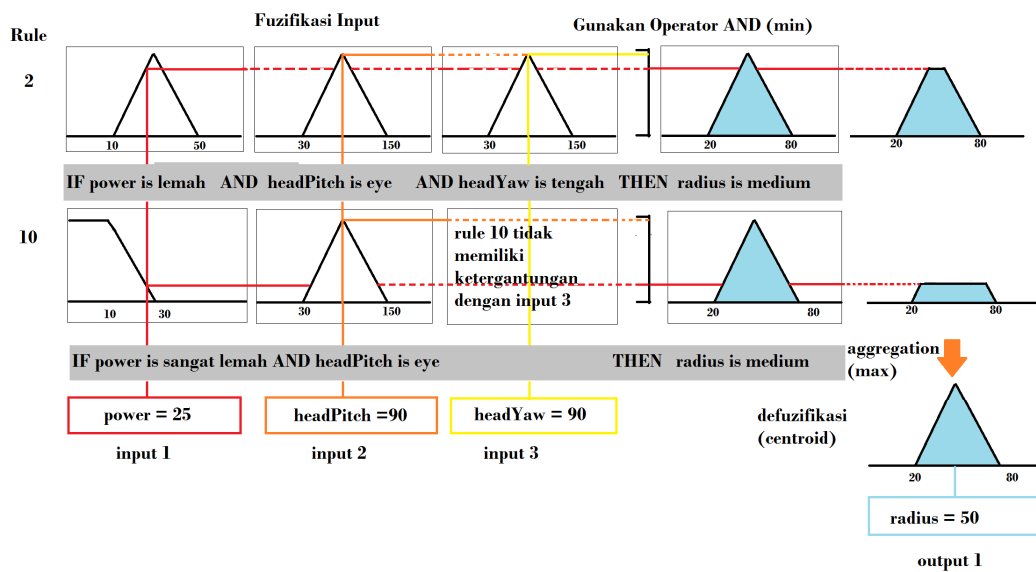 Fuzifikasi Input
Gunakan Operator AND (min)
Rule
2
10 50
30 150
30 150
20 80
20 80
IF power is lemah AND headPitch is eye AND headYaw is tengah THEN radius is medium
10
rule 10 tidak
memiliki
ketergantungan
dengan input 3
10 30
30 150
20 80
20 80
IF power is sangat lemah AND headPitch is eye THEN radius is medium
aggregation
(max)
power = 25
headPitch =90
headYaw = 90
defuzifikasi
(centroid)
input 1
input 2
input 3
20 80
radius = 50
output 1